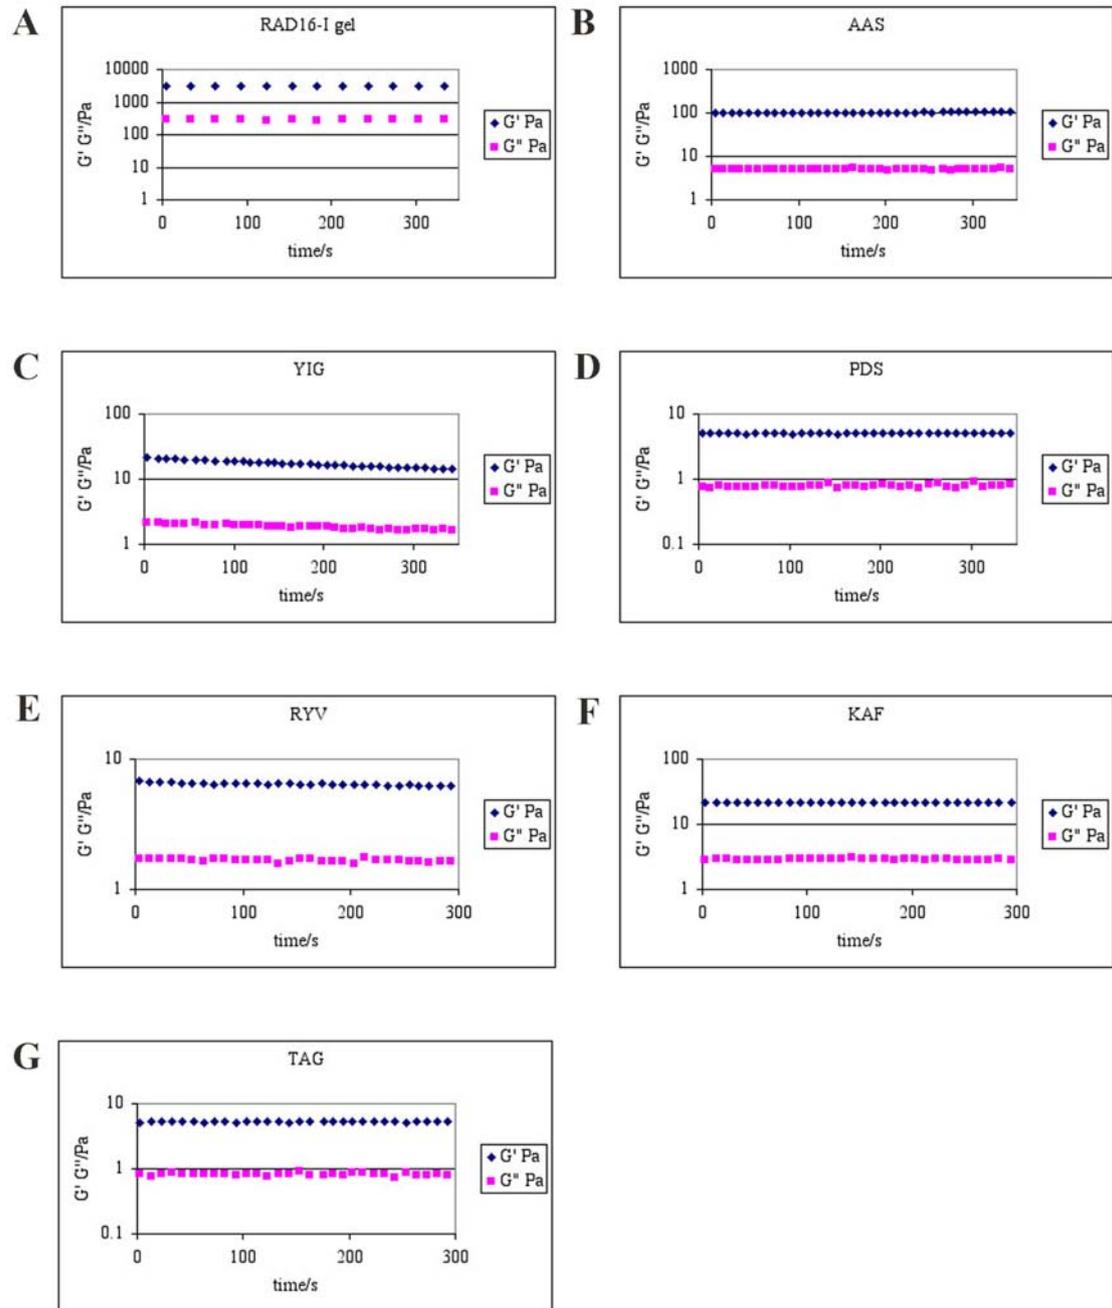 A
RAD16-I gel
G' G''/Pa
10000
1000
100
10
1
0 100 200 300
time/s
G' Pa
G" Pa
B
AAS
G' G''/Pa
1000
100
10
1
0 100 200 300
time/s
G' Pa
G" Pa
C
YIG
G' G''/Pa
100
10
1
0 100 200 300
time/s
G' Pa
G" Pa
D
PDS
G' G''/Pa
10
1
0.1
0 100 200 300
time/s
G' Pa
G" Pa
E
RYV
G' G''/Pa
10
1
0 100 200 300
time/s
G' Pa
G" Pa
F
KAF
G' G''/Pa
100
10
1
0 100 200 300
time/s
G' Pa
G" Pa
G
TAG
G' G''/Pa
10
1
0.1
0 100 200 300
time/s
G' Pa
G" Pa